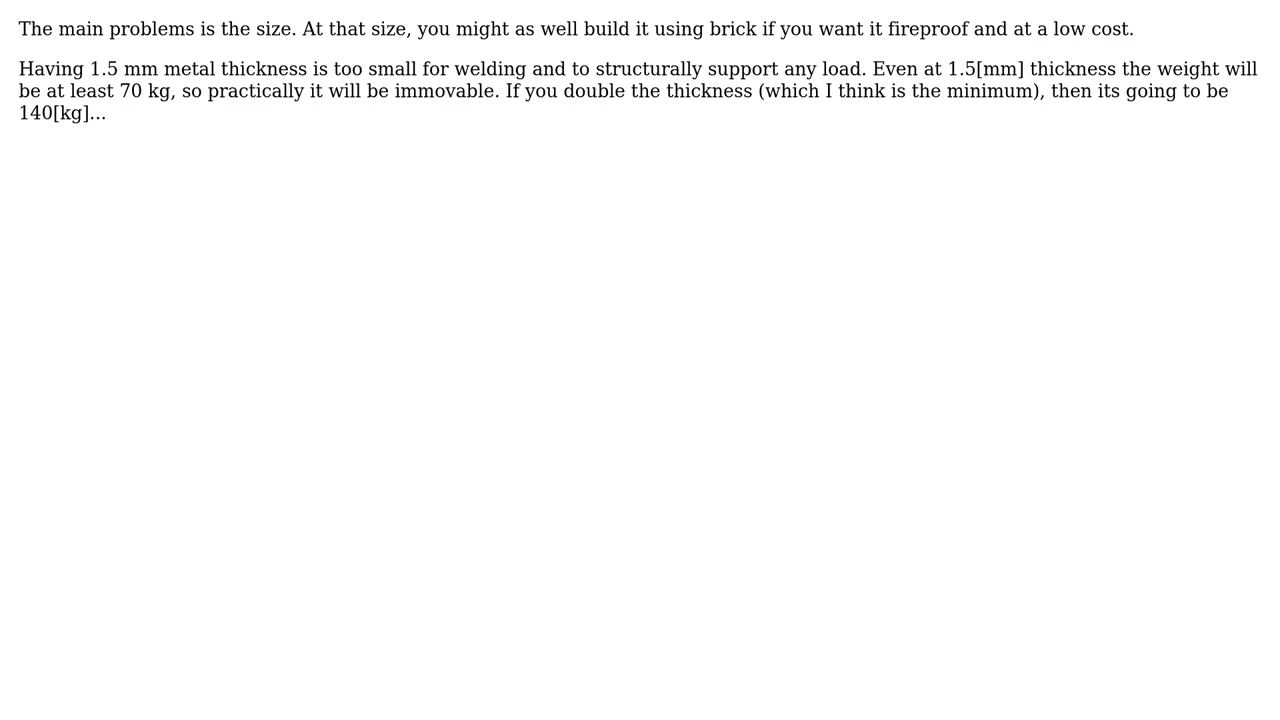 The main problems is the size. At that size, you might as well build it using brick if you want it fireproof and at a low cost.
Having 1.5 mm metal thickness is too small for welding and to structurally support any load. Even at 1.5[mm] thickness the weight will
be at least 70 kg, so practically it will be immovable. If you double the thickness (which I think is the minimum), then its going to be
140[kg]...